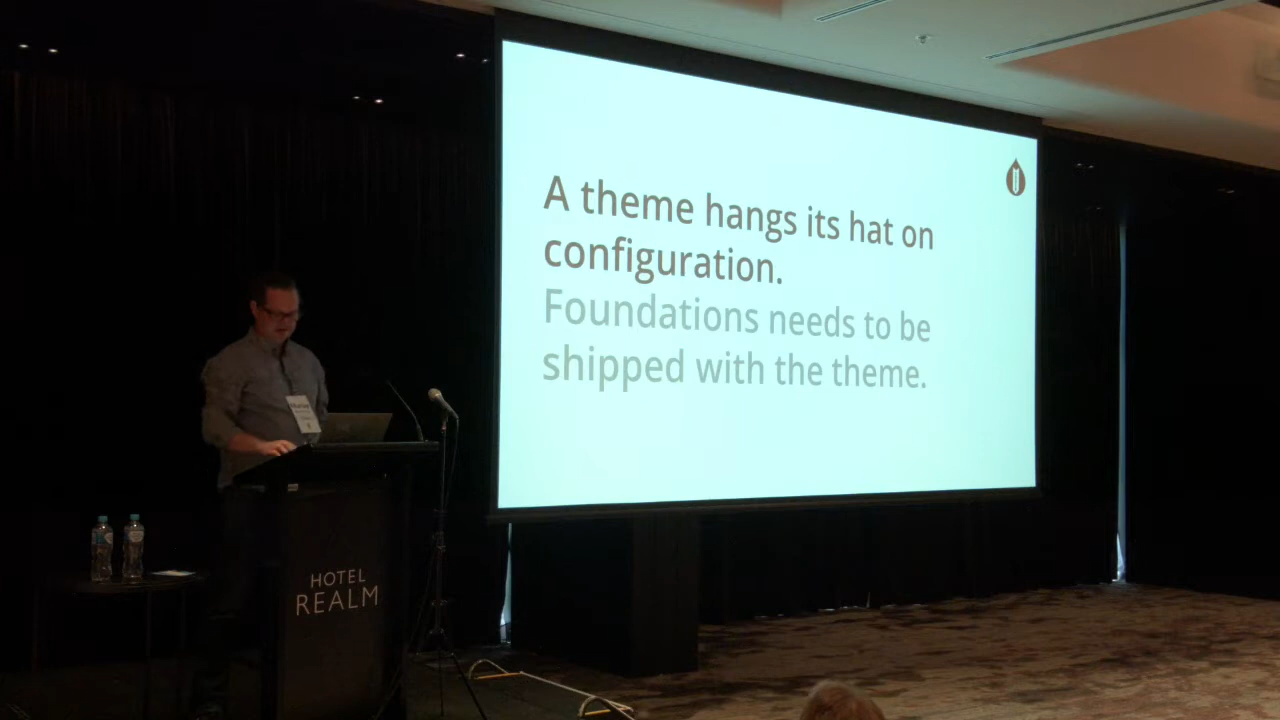 A theme hangs its hat on
configuration.
Foundations needs to be
shipped with the theme.
HOTEL
REALM